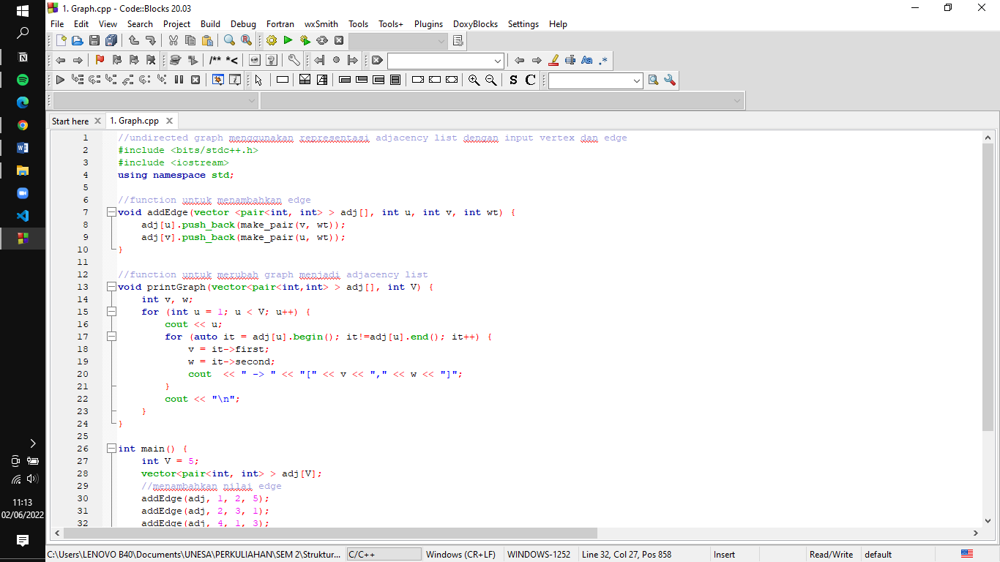 1. Graph.cpp - Code::Blocks 20.03
File Edit View Search Project Build Debug Fortran wxSmith Tools Tools+ Plugins DoxyBlocks Settings Help
/** *<
Aa .*
S C
Start here 1. Graph.cpp
1 //undirected graph menggunakan representasi adjacency list dengan input vertex dan edge
2 #include <bits/stdc++.h>
3 #include <iostream>
4 using namespace std;
5
6 //function untuk menambahkan edge
7 void addEdge(vector <pair<int, int> > adj[], int u, int v, int wt) {
8 adj[u].push_back(make_pair(v, wt));
9 adj[v].push_back(make_pair(u, wt));
10 }
11
12 //function untuk merubah graph menjadi adjacency list
13 void printGraph(vector<pair<int,int> > adj[], int V) {
14 int v, w;
15 for (int u = 1; u < V; u++) {
16 cout << u;
17 for (auto it = adj[u].begin(); it!=adj[u].end(); it++) {
18 v = it->first;
19 w = it->second;
20 cout  << " -> " << "[" << v << "," << w << "]";
21 }
22 cout << "\n";
23 }
24 }
25
26 int main() {
27 int V = 5;
28 vector<pair<int, int> > adj[V];
29 //menambahkan nilai edge
30 addEdge(adj, 1, 2, 5);
31 addEdge(adj, 2, 3, 1);
32 addEdge(adj, 4, 1, 3);
11:13
02/06/2022
C:\Users\LENOVO B40\Documents\UNESA\PERKULIAHAN\SEM 2\Struktur... C/C++ Windows (CR+LF) WINDOWS-1252 Line 32, Col 27, Pos 858 Insert Read/Write default